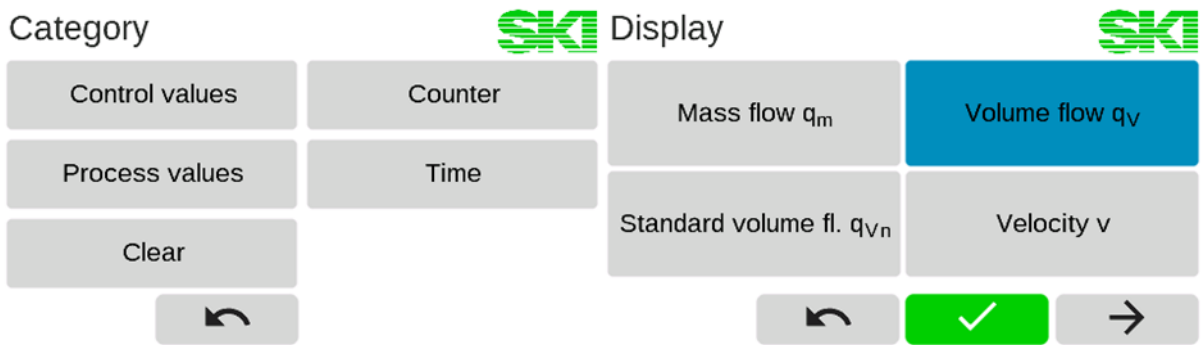 Category
SKI
Control values
Counter
Process values
Time
Clear
Display
SKI
Mass flow qm
Volume flow qV
Standard volume fl. qVn
Velocity v